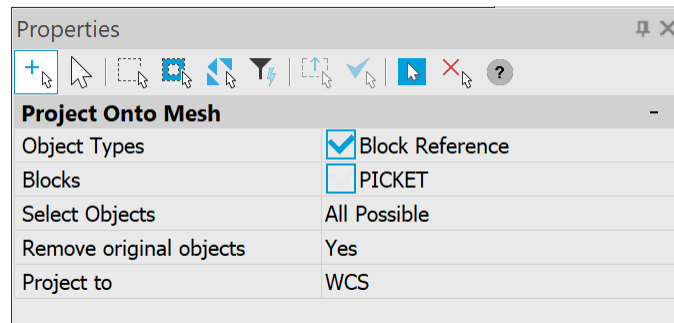 Properties
?
Project Onto Mesh -
Object Types Block Reference
Blocks PICKET
Select Objects All Possible
Remove original objects Yes
Project to WCS